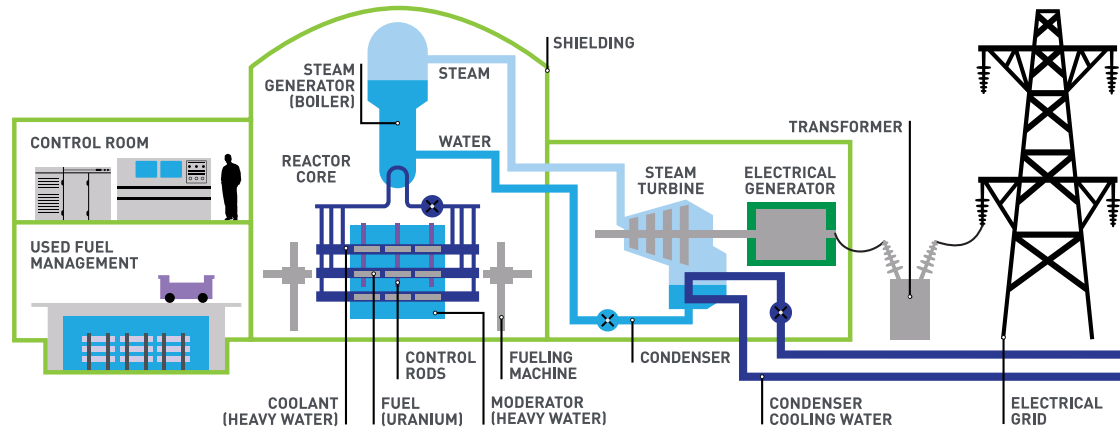 SHIELDING
STEAM
GENERATOR
(BOILER)
STEAM
CONTROL ROOM
TRANSFORMER
WATER
REACTOR
CORE
STEAM
TURBINE
ELECTRICAL
GENERATOR
USED FUEL
MANAGEMENT
CONTROL
RODS
FUELING
MACHINE
CONDENSER
COOLANT
(HEAVY WATER)
FUEL
(URANIUM)
MODERATOR
(HEAVY WATER)
CONDENSER
COOLING WATER
ELECTRICAL
GRID